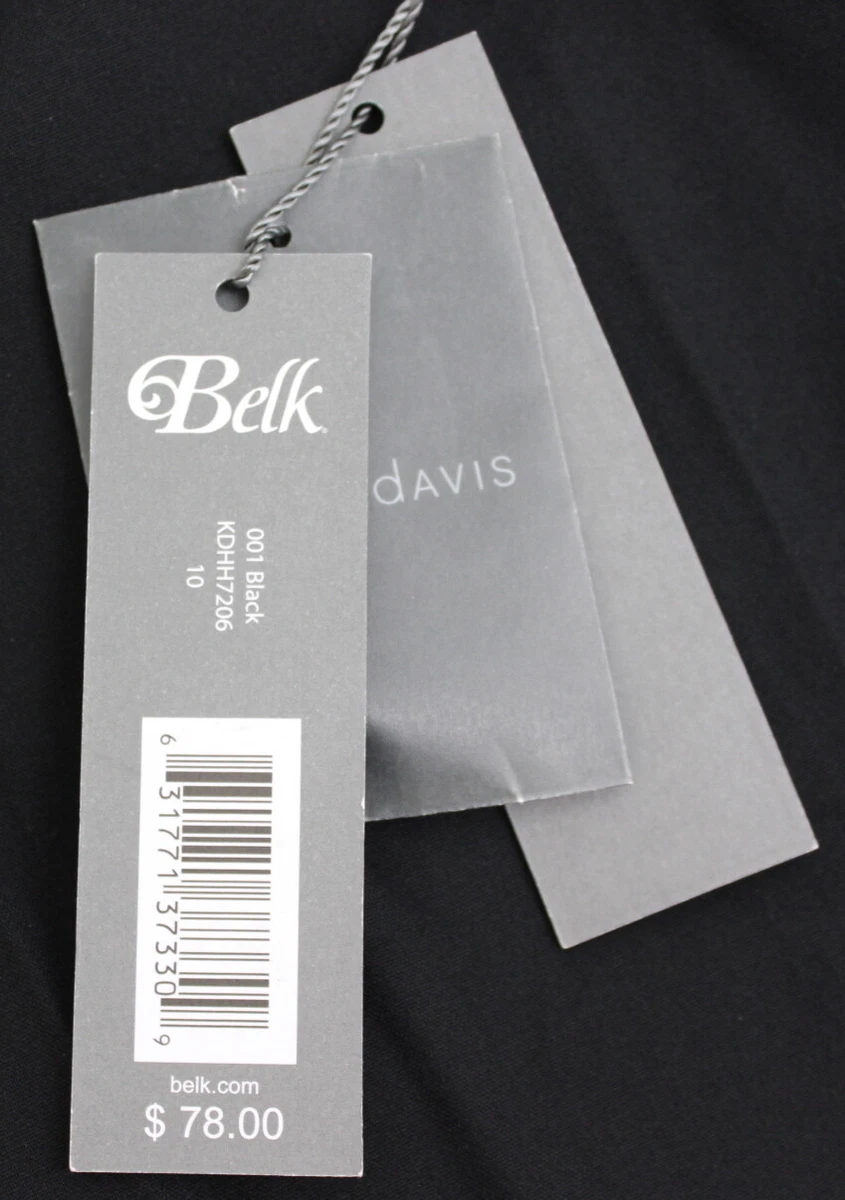 Belk
dAVIS
001 Black
KDHH7206
10
6 31771 37330 9
belk.com
$ 78.00